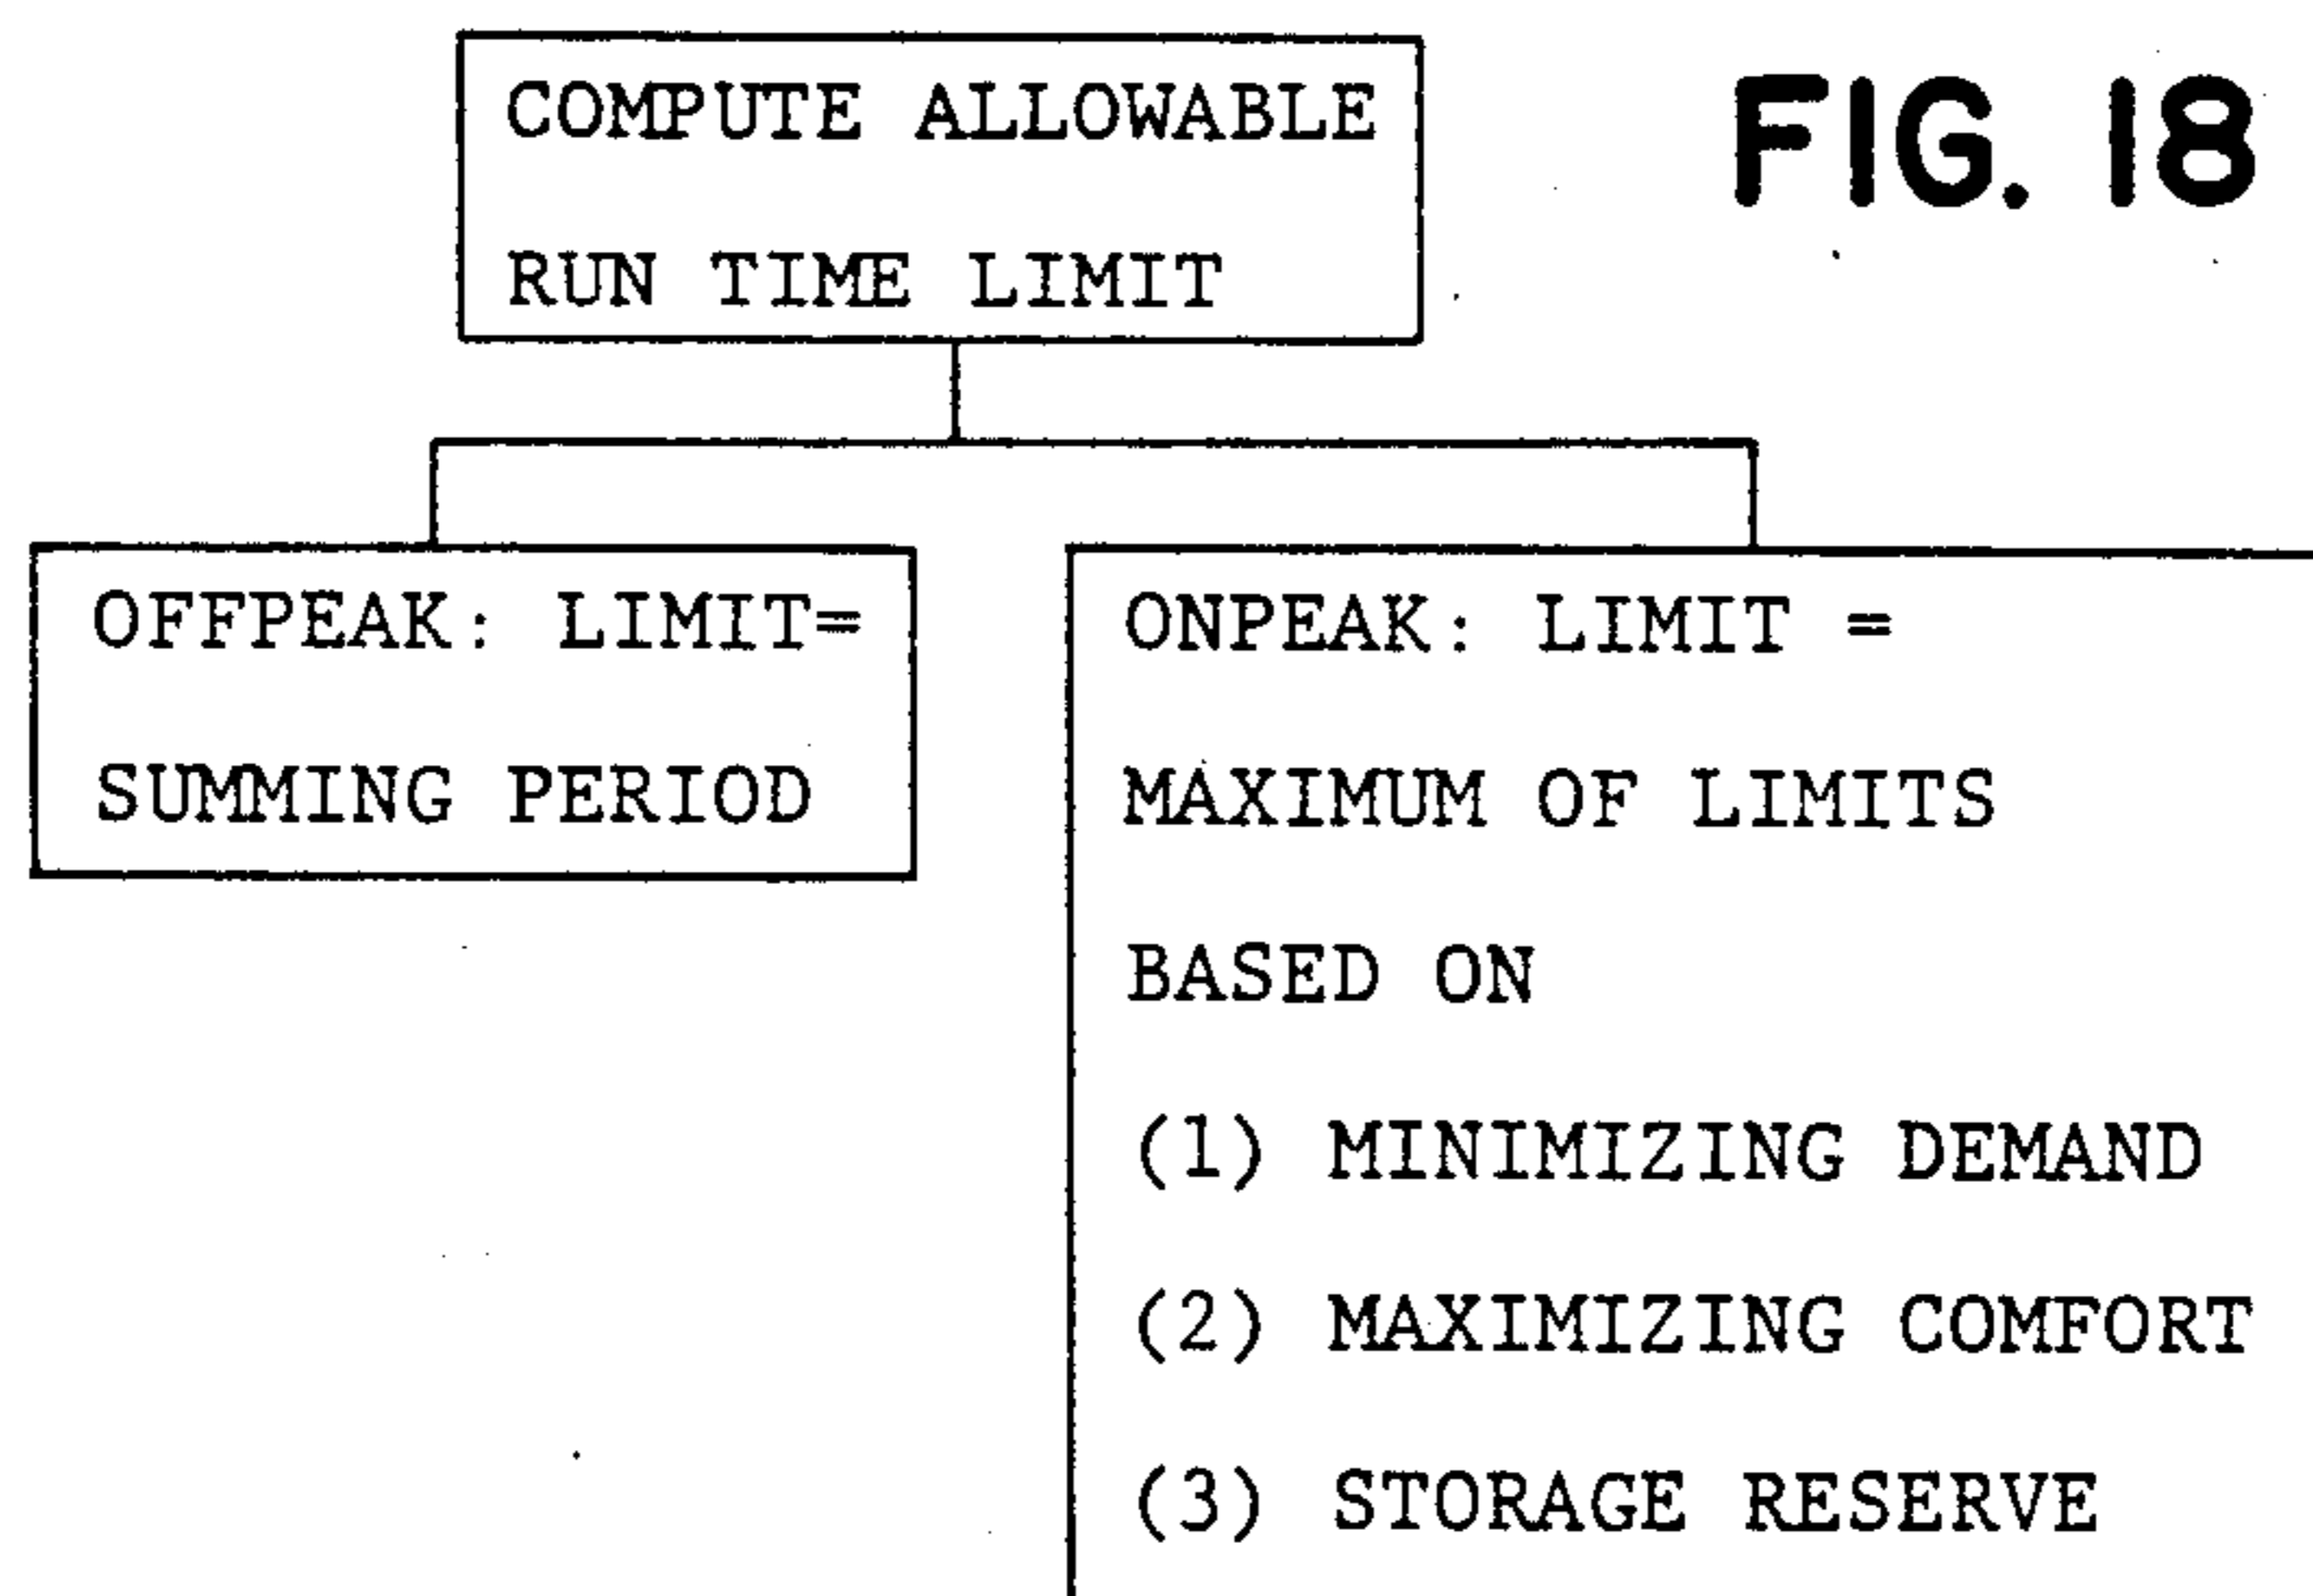 COMPUTE ALLOWABLE
RUN TIME LIMIT
FIG. 18
OFFPEAK: LIMIT=
SUMMING PERIOD
ONPEAK: LIMIT =
MAXIMUM OF LIMITS
BASED ON
(1) MINIMIZING DEMAND
(2) MAXIMIZING COMFORT
(3) STORAGE RESERVE